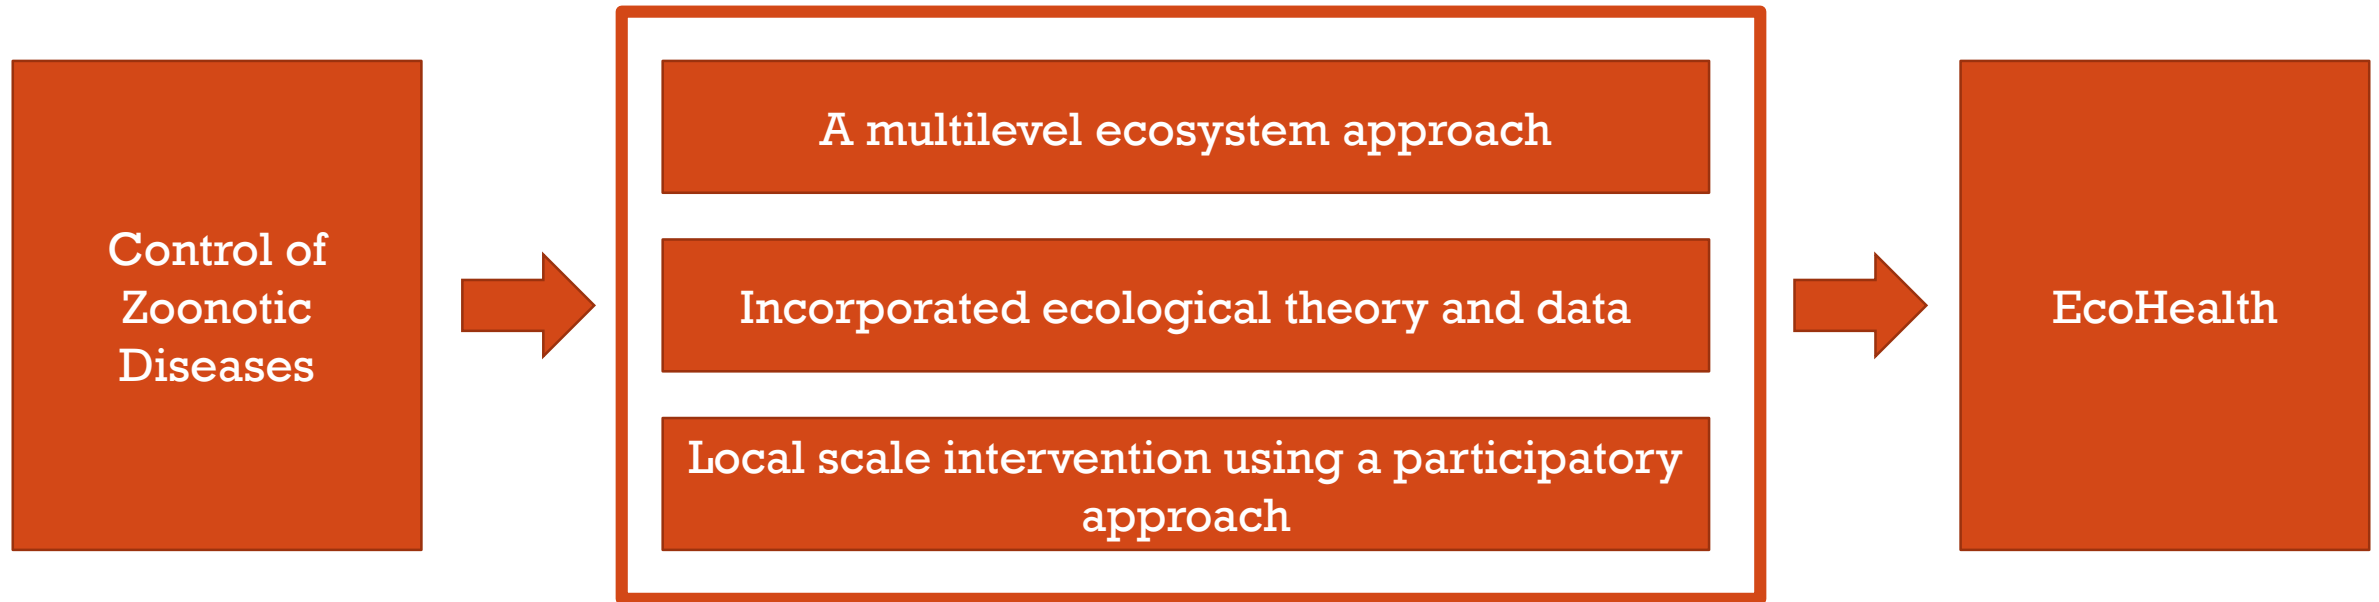 Control of
Zoonotic
Diseases
A multilevel ecosystem approach
Incorporated ecological theory and data
Local scale intervention using a participatory
approach
EcoHealth